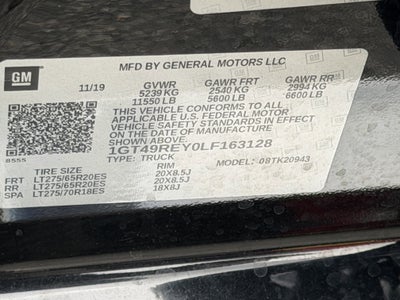 MFD BY GENERAL MOTORS LLC
GM
11/19 GVWR GAWR FRT GAWR RR
5239 KG 2540 KG 2994 KG
11550 LB 5600 LB 6600 LB
THIS VEHICLE CONFORMS TO ALL
APPLICABLE U.S. FEDERAL MOTOR
VEHICLE SAFETY STANDARDS IN EFFECT
ON THE DATE OF MANUFACTURE
SHOWN ABOVE.
1GT49REY0LF163128
8555
TYPE: TRUCK MODEL: 08TK20943
TIRE SIZE RIM
FRT LT275/65R20ES 20X8.5J
RR LT275/65R20ES 20X8.5J
SPA LT275/70R18ES 18X8J